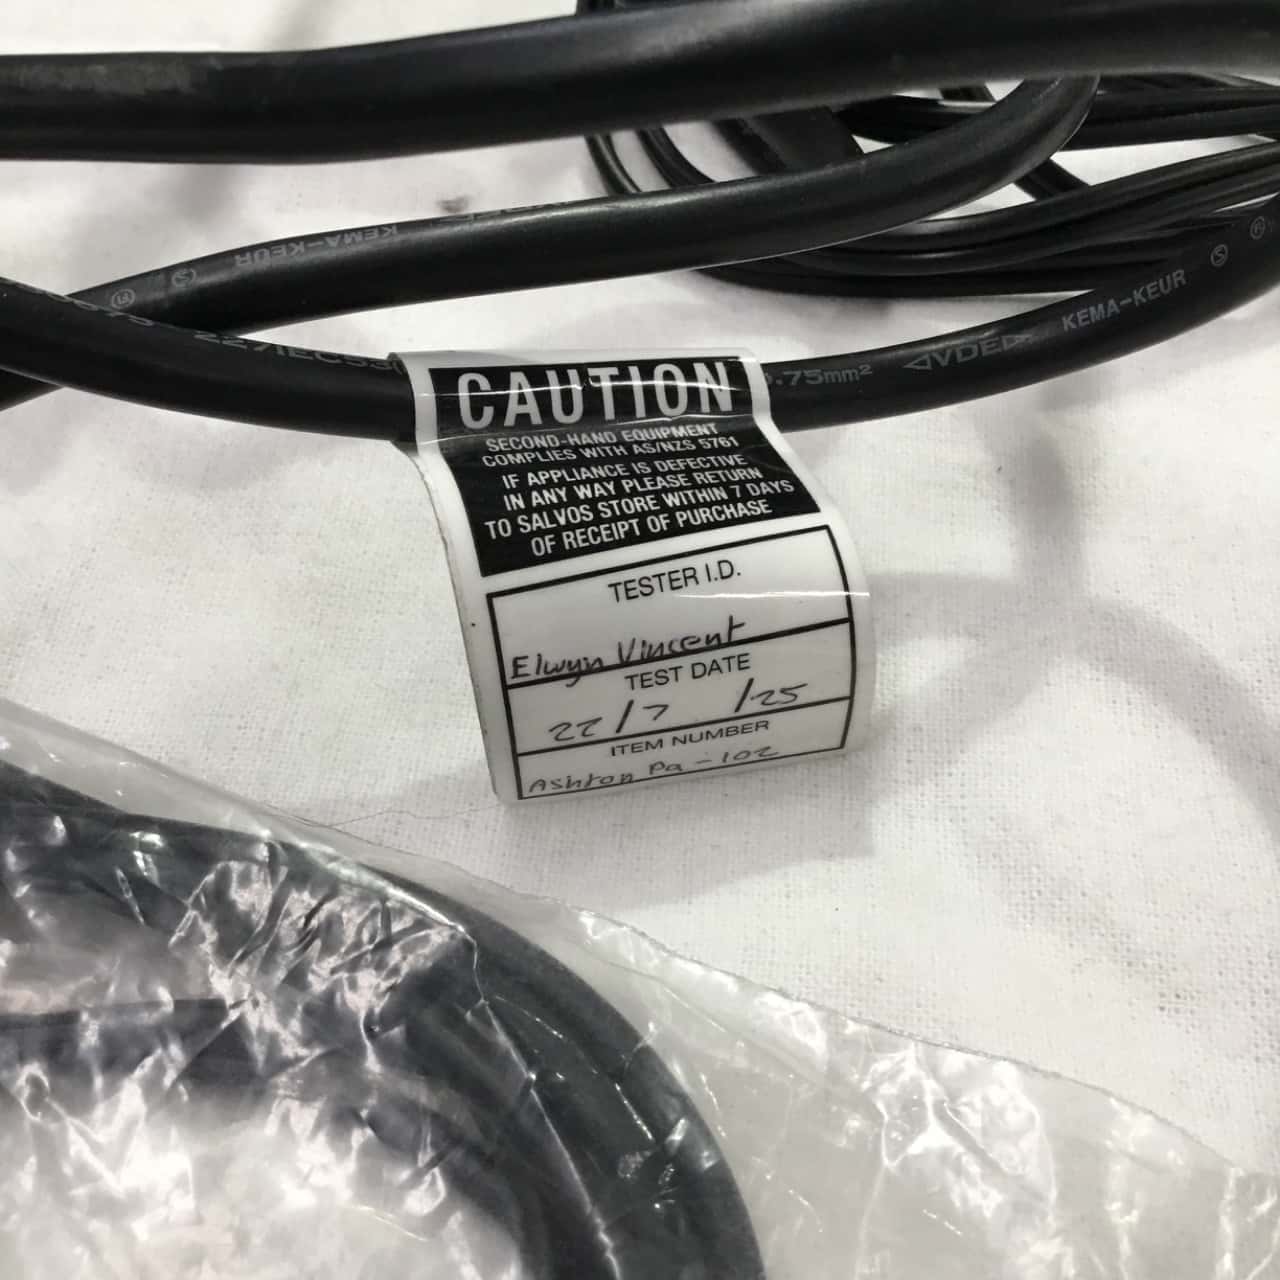 KEMA-KEUR
227IEC53
.75mm²
VDE
KEMA-KEUR
CAUTION
SECOND-HAND EQUIPMENT
COMPLIES WITH AS/NZS 5761
IF APPLIANCE IS DEFECTIVE
IN ANY WAY PLEASE RETURN
TO SALVOS STORE WITHIN 7 DAYS
OF RECEIPT OF PURCHASE
TESTER I.D.
Elwyn Vincent
TEST DATE
22/7 /25
ITEM NUMBER
Ashton Pa-102